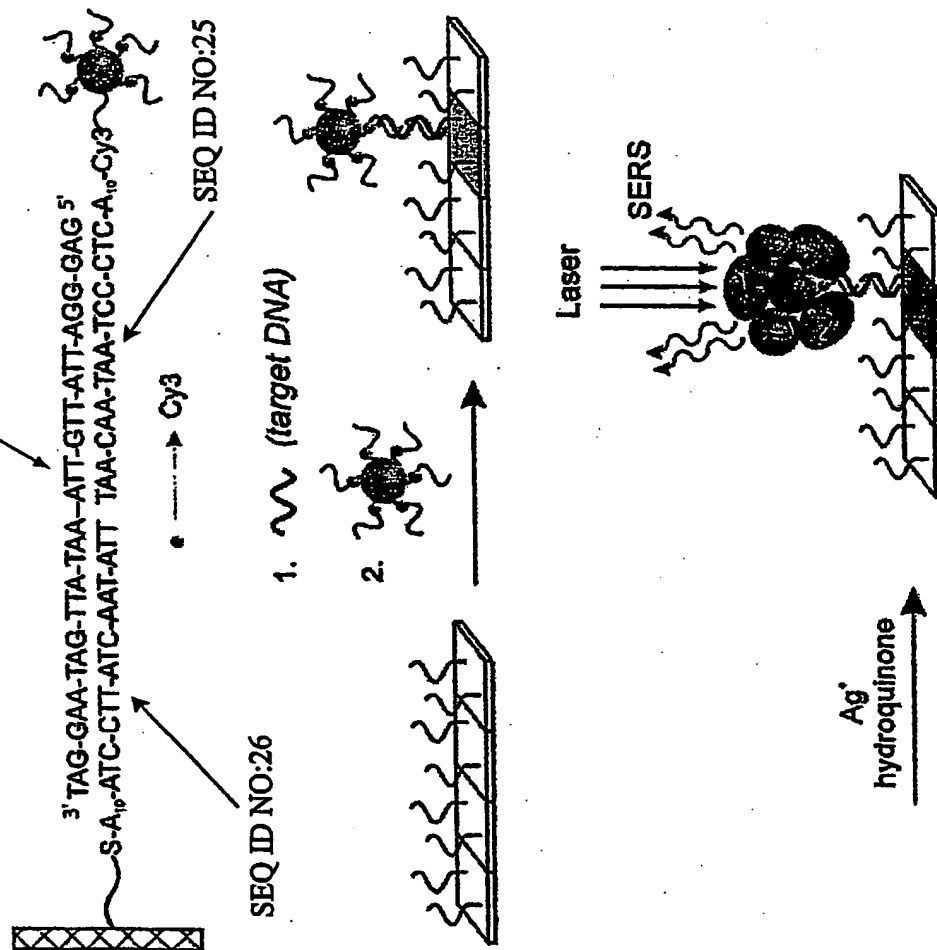 3' TAG-GAA-TAG-TTA-TAA-ATT-GTT-ATT-AGG-GAG 5'
S-A10-ATC-CTT-ATC-AAT-ATT TAA-CAA-TAA-TCC-CTC-A10-Cy3
SEQ ID NO:26
SEQ ID NO:25
Cy3
1. (target DNA)
2.
Ag+
hydroquinone
Laser
SERS